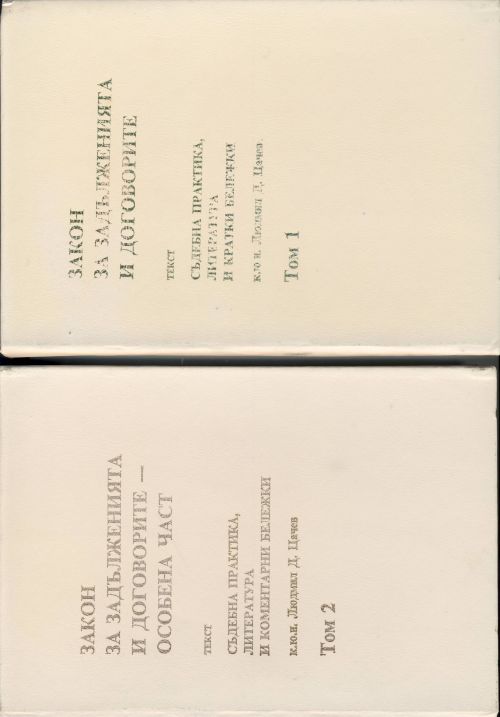 ЗАКОН
ЗА ЗАДЪЛЖЕНИЯТА
И ДОГОВОРИТЕ
ТЕКСТ
СЪДЕБНА ПРАКТИКА,
ЛИТЕРАТУРА
И КРАТКИ БЕЛЕЖКИ
к.ю.н. Людмил Д. Цачев
Том 1
ЗАКОН
ЗА ЗАДЪЛЖЕНИЯТА
И ДОГОВОРИТЕ —
ОСОБЕНА ЧАСТ
ТЕКСТ
СЪДЕБНА ПРАКТИКА,
ЛИТЕРАТУРА
И КОМЕНТАРНИ БЕЛЕЖКИ
к.ю.н. Людмил Д. Цачев
Том 2